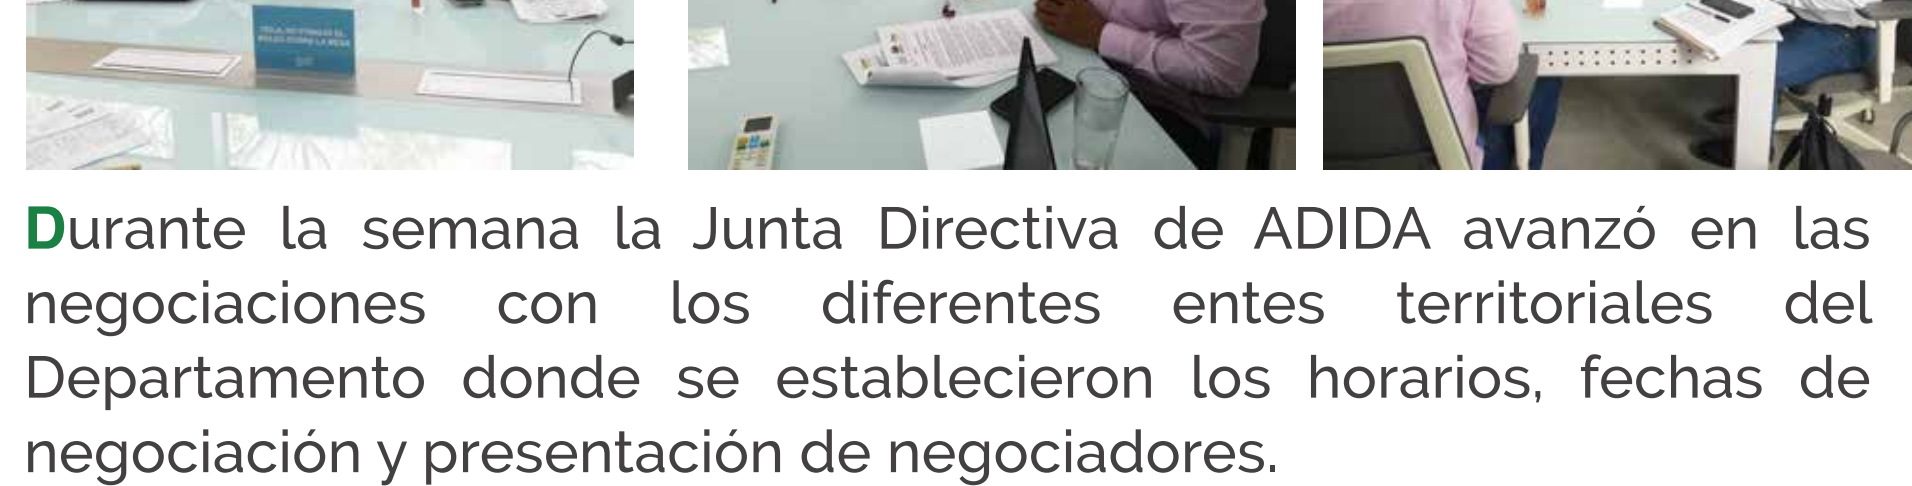 Durante la semana la Junta Directiva de ADIDA avanzó en las
negociaciones con los diferentes entes territoriales del
Departamento donde se establecieron los horarios, fechas de
negociación y presentación de negociadores.